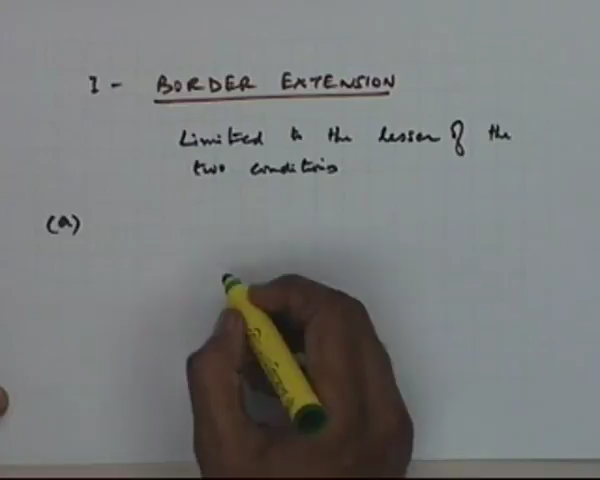 I - BORDER EXTENSION
Limited to the lesser of the
two conditions
(a)